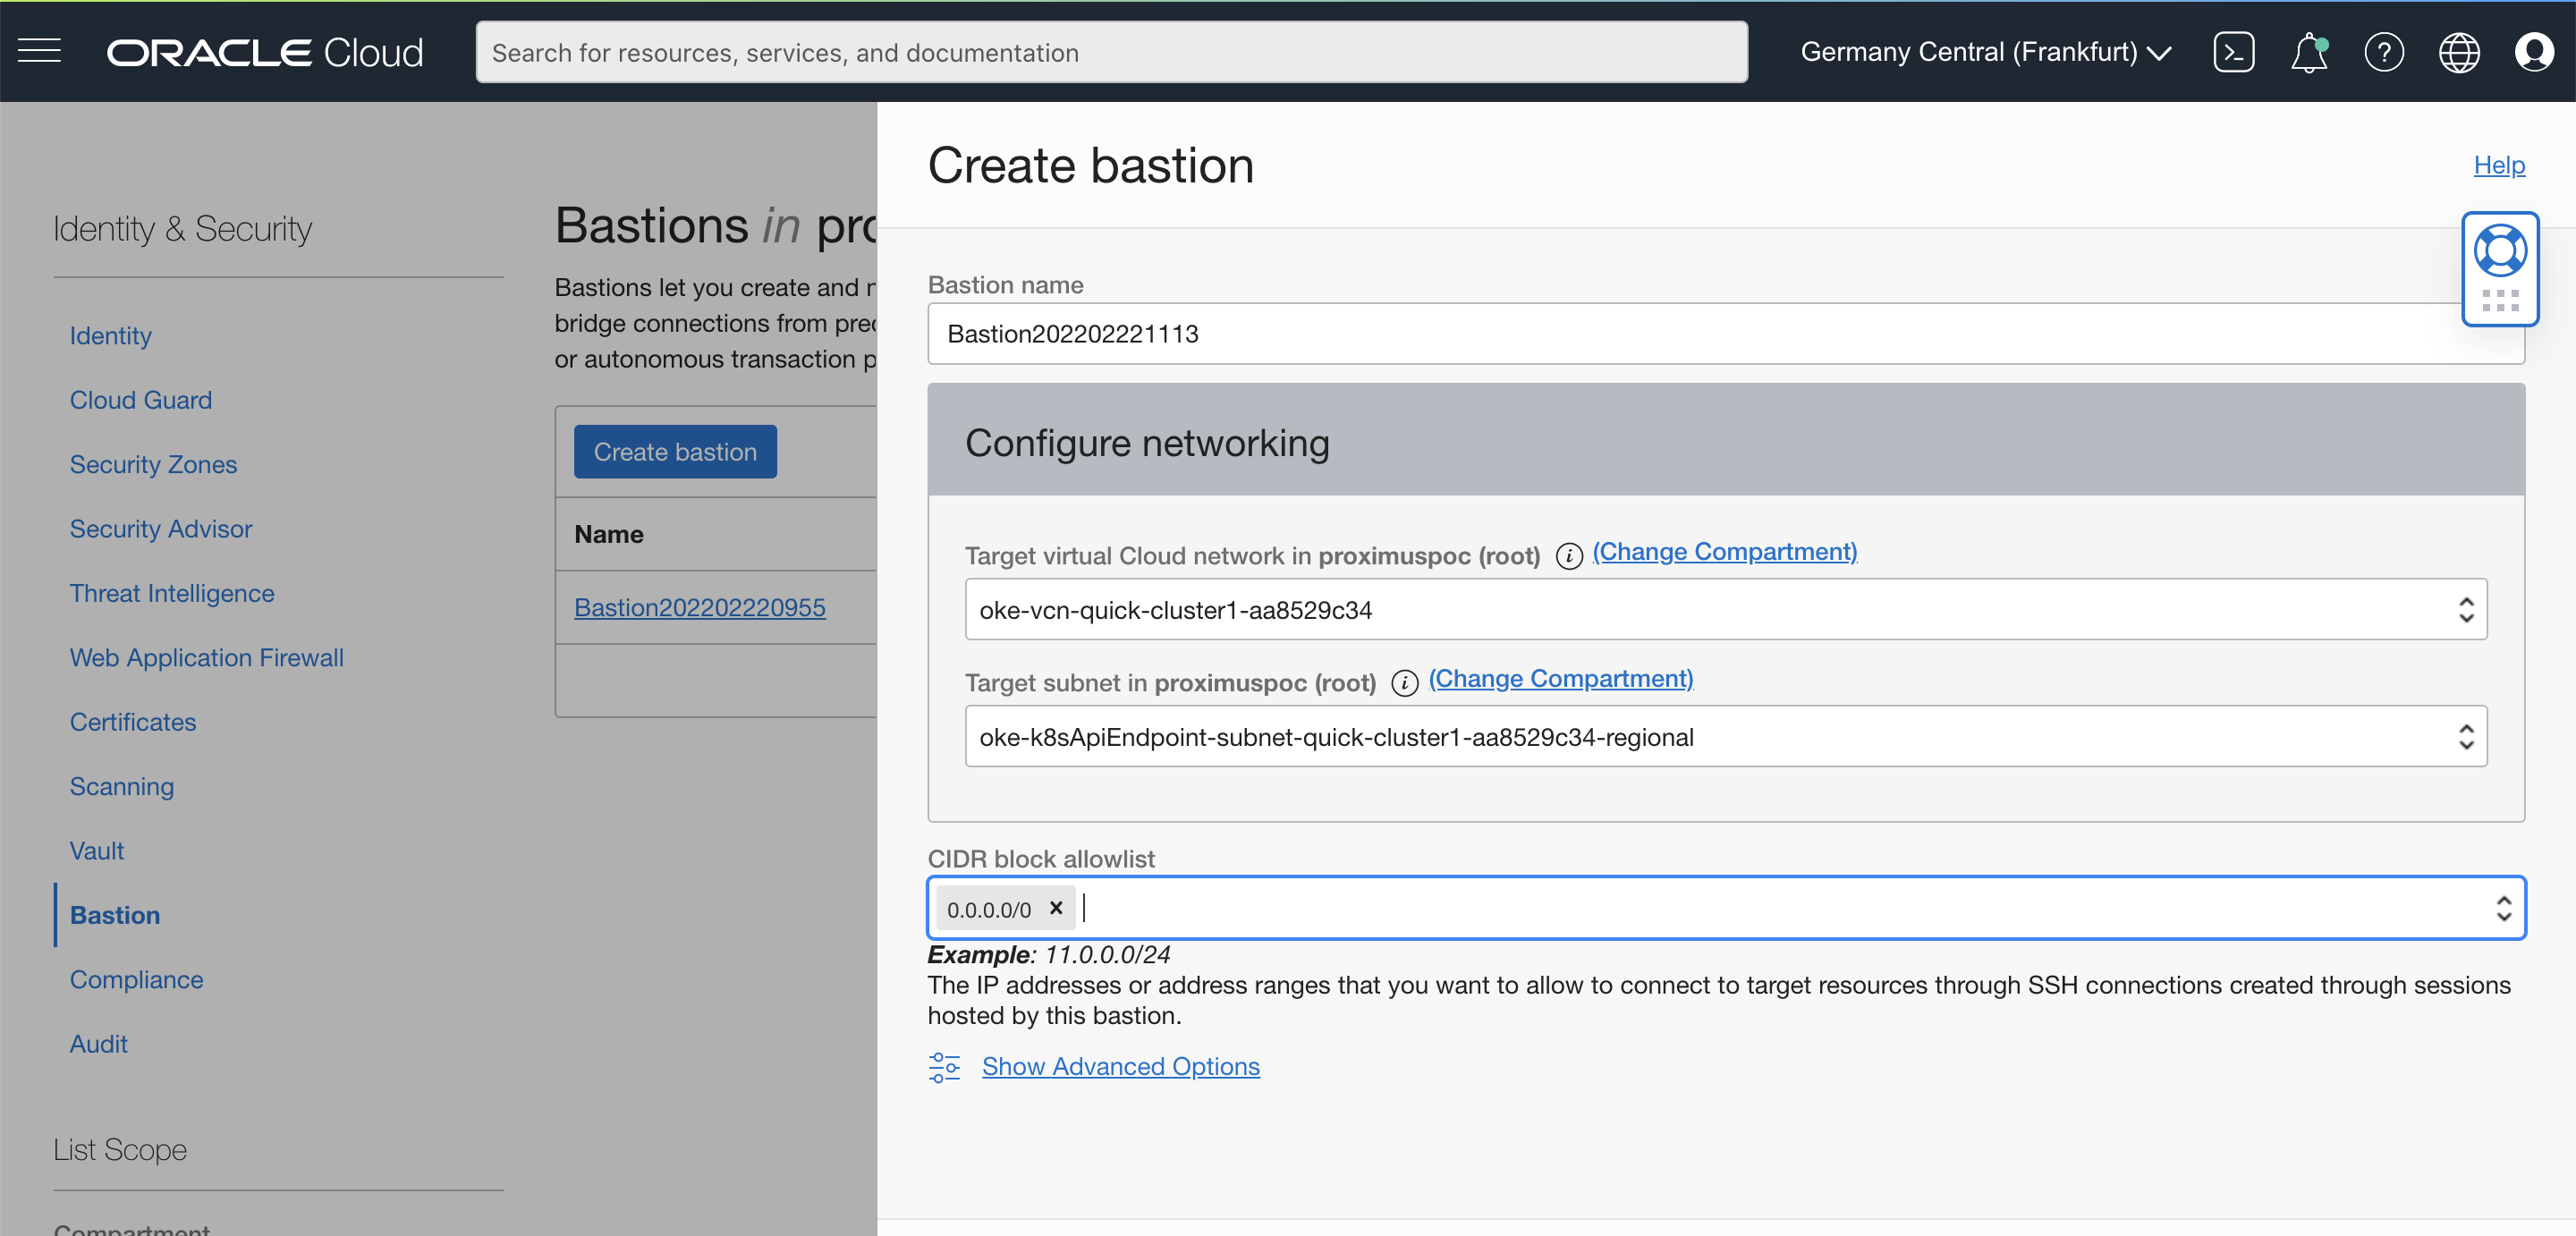 ORACLE Cloud
Search for resources, services, and documentation
Germany Central (Frankfurt)
Identity & Security
Identity
Cloud Guard
Security Zones
Security Advisor
Threat Intelligence
Web Application Firewall
Certificates
Scanning
Vault
Bastion
Compliance
Audit
List Scope
Compartment
Bastions in pro
Bastions let you create and
bridge connections from
or autonomous transaction p
Create bastion
Name
Bastion202202220955
Create bastion
Help
Bastion name
Bastion202202221113
Configure networking
Target virtual Cloud network in proximuspoc (root) i (Change Compartment)
oke-vcn-quick-cluster1-aa8529c34
Target subnet in proximuspoc (root) i (Change Compartment)
oke-k8sApiEndpoint-subnet-quick-cluster1-aa8529c34-regional
CIDR block allowlist
0.0.0.0/0 ×
Example: 11.0.0.0/24
The IP addresses or address ranges that you want to allow to connect to target resources through SSH connections created through sessions
hosted by this bastion.
Show Advanced Options